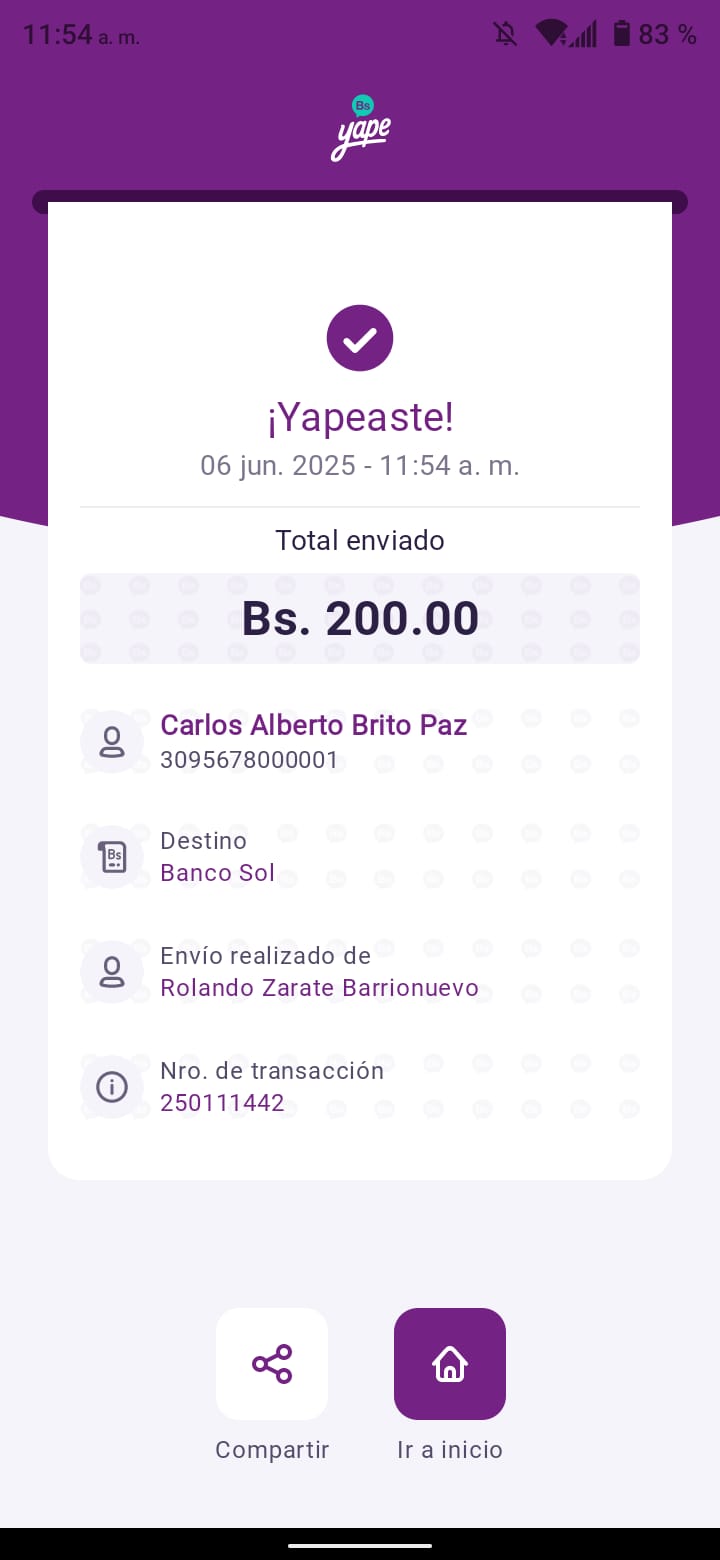 11:54 a. m.
83 %
Bs
yape
¡Yapeaste!
06 jun. 2025 - 11:54 a. m.
Total enviado
Bs. 200.00
Carlos Alberto Brito Paz
3095678000001
Bs
Destino
Banco Sol
Envío realizado de
Rolando Zarate Barrionuevo
Nro. de transacción
250111442
Compartir
Ir a inicio